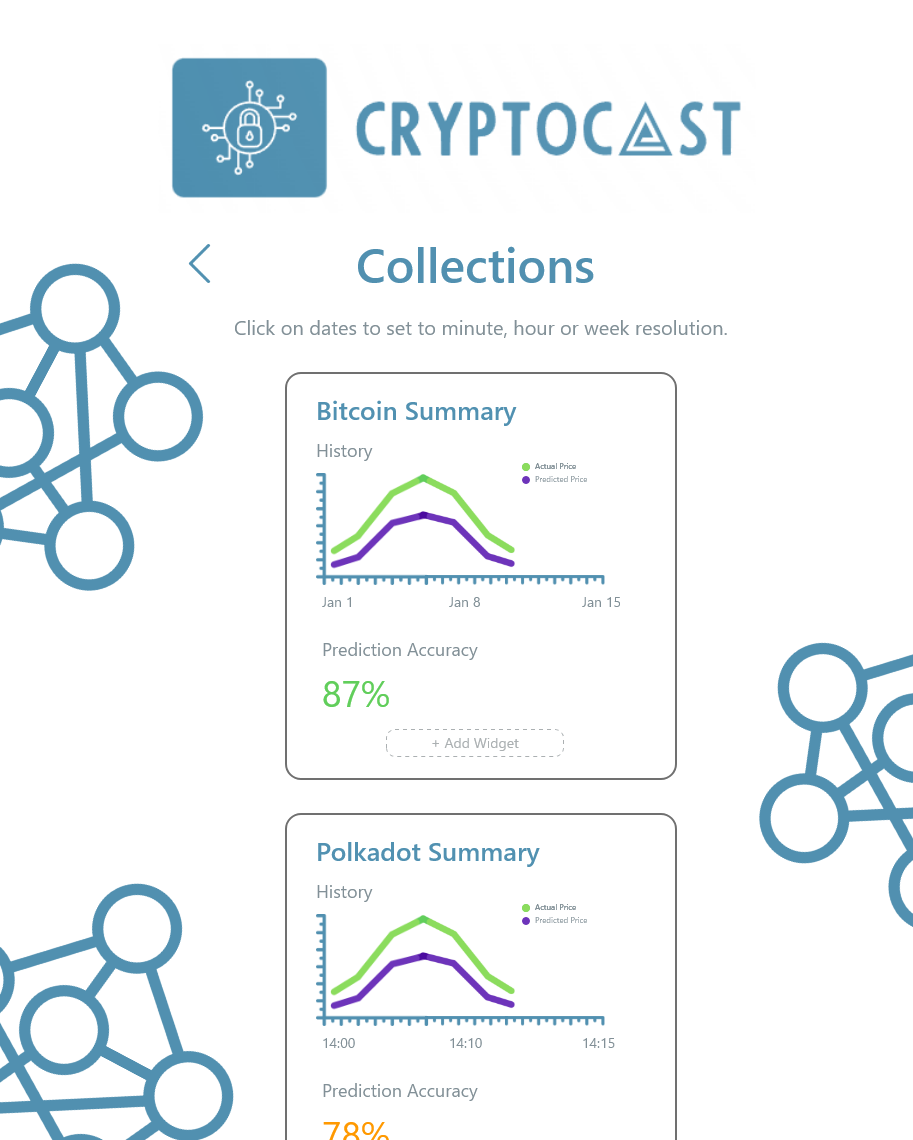 CRYPTOCAST
Collections
Click on dates to set to minute, hour or week resolution.
Bitcoin Summary
History
Actual Price
Predicted Price
Jan 1 Jan 8 Jan 15
Prediction Accuracy
87%
+ Add Widget
Polkadot Summary
History
Actual Price
Predicted Price
14:00 14:10 14:15
Prediction Accuracy
78%